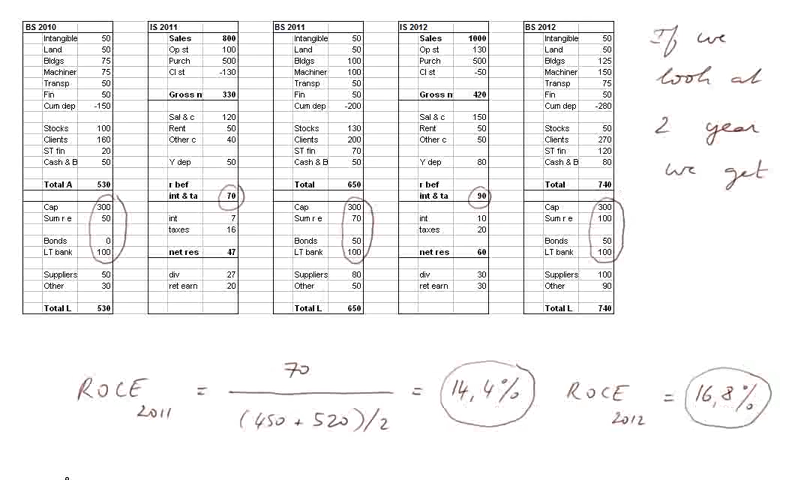 BS 2010 IS 2011 BS 2011 IS 2012 BS 2012
Intangible 50 Sales 800 Intangible 50 Sales 1000 Intangible 50
Land 50 Op st 100 Land 50 Op st 130 Land 50
Bldgs 75 Purch 500 Bldgs 100 Purch 500 Bldgs 125
Machiner 75 Cl st -130 Machiner 100 Cl st -50 Machiner 150
Transp 50 Transp 50 Transp 75
Fin 50 Gross n 330 Fin 50 Gross n 420 Fin 50
Cum dep -150 Cum dep -200 Cum dep -280
Sal & c 120 Sal & c 150
Stocks 100 Rent 50 Stocks 130 Rent 50 Stocks 50
Clients 160 Other c 40 Clients 200 Other c 50 Clients 270
ST fin 20 ST fin 70 ST fin 120
Cash & B 50 Y dep 50 Cash & B 50 Y dep 80 Cash & 80
Total A 530 r bef Total 650 r bef Total 740
int & ta 70 int & ta 90
Cap 300 Cap 300 Cap 300
Sum r e 50 int 7 Sum r e 70 int 10 Sum r e 100
taxes 16 taxes 20
Bonds 0 Bonds 50 Bonds 50
LT bank 100 net res 47 LT bank 100 net res 60 LT bank 100
Suppliers 50 div 27 Suppliers 80 div 30 Suppliers 100
Other 30 ret earn 20 Other 50 ret earn 30 Other 90
Total L 530 Total L 650 Total L 740
If we
look at
2 year
we get
ROCE 2011 = 70 / (450 + 520)/2 = 14,4% ROCE 2012 = 16,8%